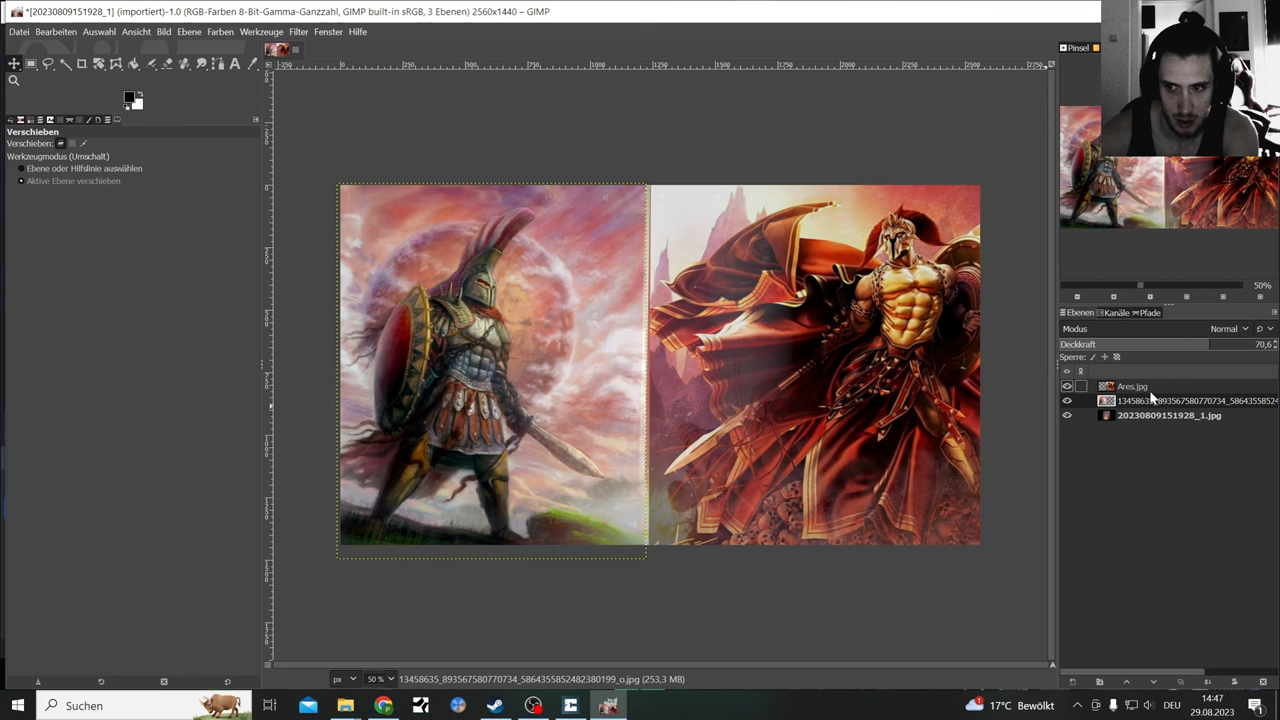 *[20230809151928_1] (importiert)-1.0 (RGB-Farben 8-Bit-Gamma-Ganzzahl, GIMP built-in sRGB, 3 Ebenen) 2560x1440 – GIMP
Datei Bearbeiten Auswahl Ansicht Bild Ebene Farben Werkzeuge Filter Fenster Hilfe
Pinsel
Verschieben
Verschieben:
Werkzeugmodus (Umschalt)
Ebene oder Hilfslinie auswählen
Aktive Ebene verschieben
50%
Ebenen Kanäle Pfade
Modus Normal
Deckkraft 70,6
Sperre:
Ares.jpg
20230809151928_1.jpg
px 50 % 13458635_893567580770734_5864355852482380199_o.jpg (253,3 MB)
Suchen
17°C Bewölkt
DEU
14:47
29.08.2023